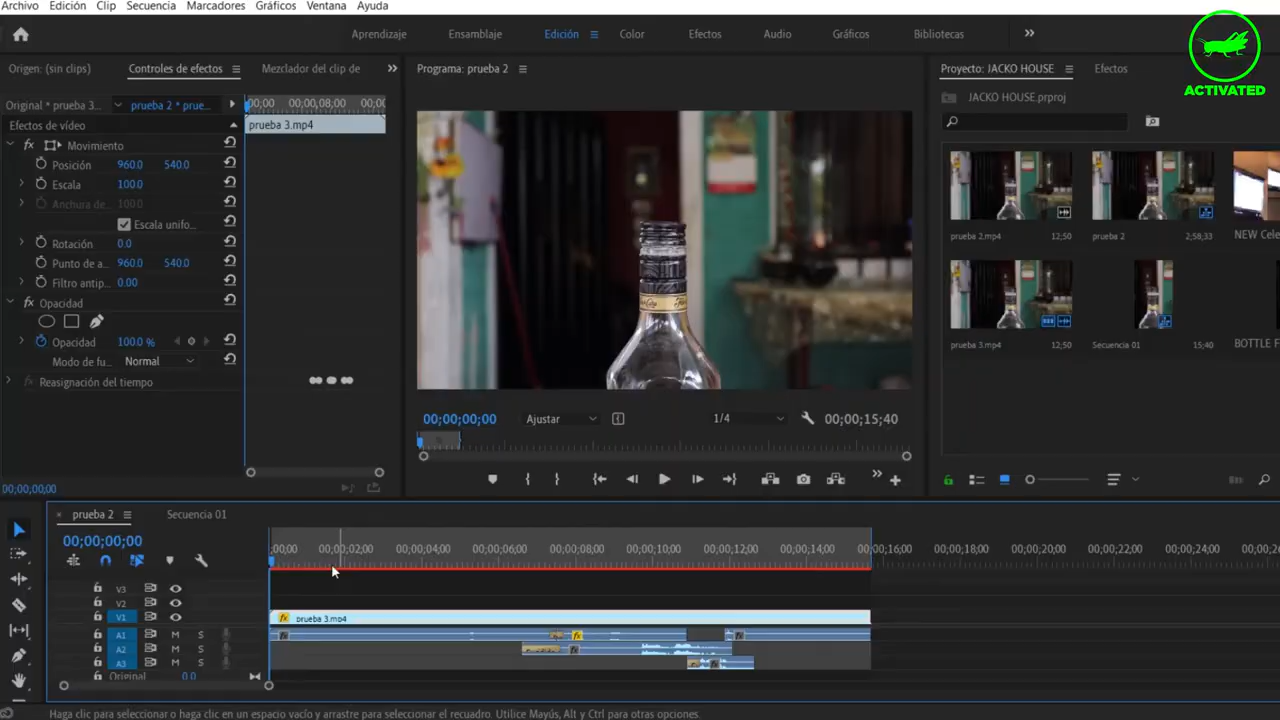 Archivo Edición Clip Secuencia Marcadores Gráficos Ventana Ayuda
Aprendizaje Ensamblaje Edición Color Efectos Audio Gráficos Bibliotecas
ACTIVATED
Origen: (sin clips) Controles de efectos Mezclador del clip de
Programa: prueba 2
Proyecto: JACKO HOUSE Efectos
Original * prueba 3... prueba 2 * prue...
;00;00 00;00;08;00 00;0
JACKO HOUSE.prproj
Efectos de vídeo
prueba 3.mp4
fx Movimiento
Posición 960.0 540.0
Escala 100.0
Anchura de... 100.0
Escala unifo...
Rotación 0.0
Punto de a... 960.0 540.0
Filtro antip... 0.00
fx Opacidad
Opacidad 100.0 %
Modo de fu... Normal
fx Reasignación del tiempo
00;00;00;00
prueba 2.mp4 12;50
prueba 2 2;58;33
NEW Cele
prueba 3.mp4 12;50
Secuencia 01 15;40
BOTTLE F
00;00;00;00 Ajustar 1/4 00;00;15;40
× prueba 2 Secuencia 01
00;00;00;00
;00;00 00;00;02;00 00;00;04;00 00;00;06;00 00;00;08;00 00;00;10;00 00;00;12;00 00;00;14;00 00;00;16;00 00;00;18;00 00;00;20;00 00;00;22;00 00;00;24;00 00;00;26
V3
V2
V1 fx prueba 3.mp4
A1 M S
A2 M S
A3 M S
Original 0.0
Haga clic para seleccionar o haga clic en un espacio vacío y arrastre para seleccionar el recuadro. Utilice Mayús, Alt y Ctrl para otras opciones.